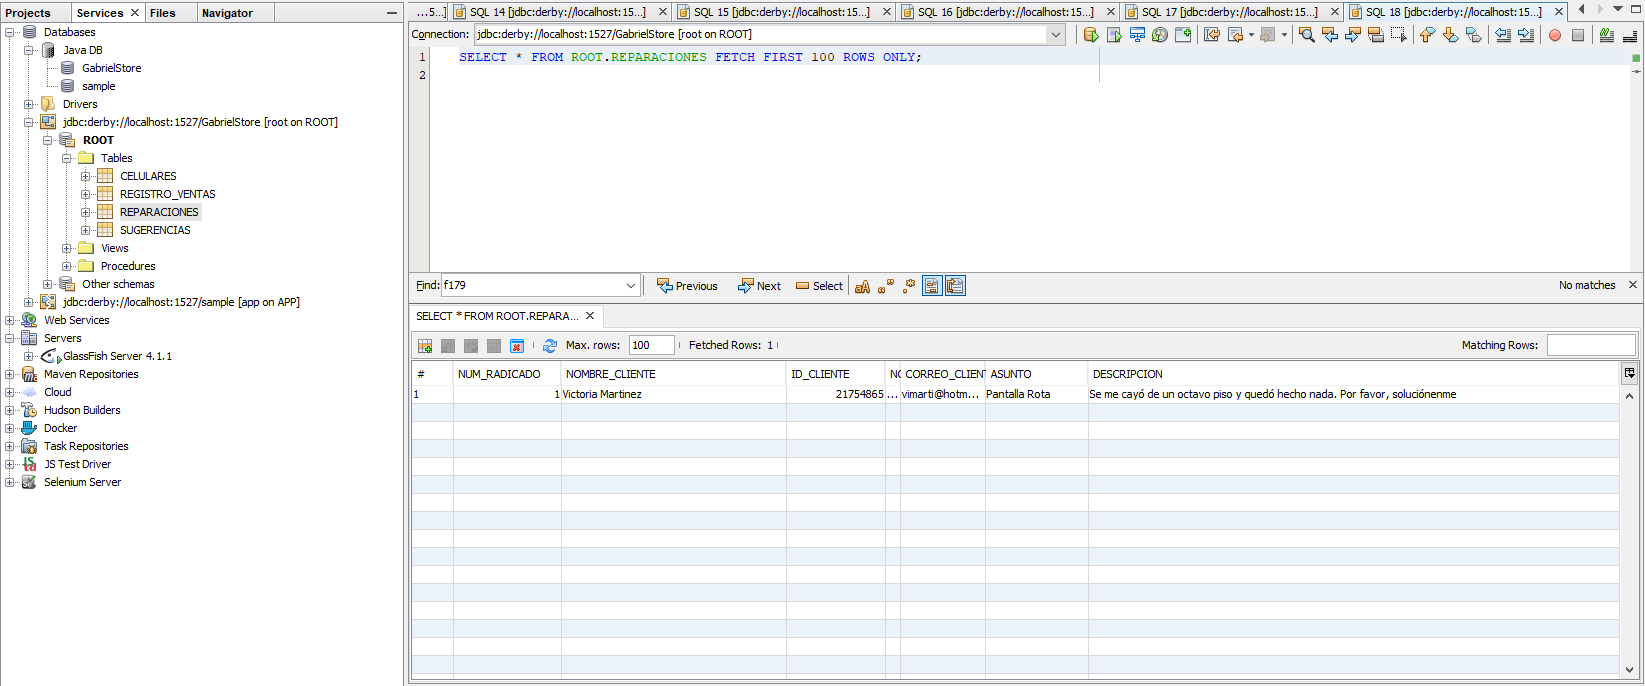 Projects Services Files Navigator
Databases
Java DB
GabrielStore
sample
Drivers
jdbc:derby://localhost:1527/GabrielStore [root on ROOT]
ROOT
Tables
CELULARES
REGISTRO_VENTAS
REPARACIONES
SUGERENCIAS
Views
Procedures
Other schemas
jdbc:derby://localhost:1527/sample [app on APP]
Web Services
Servers
GlassFish Server 4.1.1
Maven Repositories
Cloud
Hudson Builders
Docker
Task Repositories
JS Test Driver
Selenium Server
...5...] SQL 14 [jdbc:derby://localhost:15...] SQL 15 [jdbc:derby://localhost:15...] SQL 16 [jdbc:derby://localhost:15...] SQL 17 [jdbc:derby://localhost:15...] SQL 18 [jdbc:derby://localhost:15...]
Connection: jdbc:derby://localhost:1527/GabrielStore [root on ROOT]
1 SELECT * FROM ROOT.REPARACIONES FETCH FIRST 100 ROWS ONLY;
2
Find: f179 Previous Next Select No matches
SELECT * FROM ROOT.REPARA...
Max. rows: 100 Fetched Rows: 1 Matching Rows:
# NUM_RADICADO NOMBRE_CLIENTE ID_CLIENTE CORREO_CLIENT ASUNTO DESCRIPCION
1 1 Victoria Martinez 21754865 ... vimarti@hotm... Pantalla Rota Se me cayó de un octavo piso y quedó hecho nada. Por favor, soluciónenme